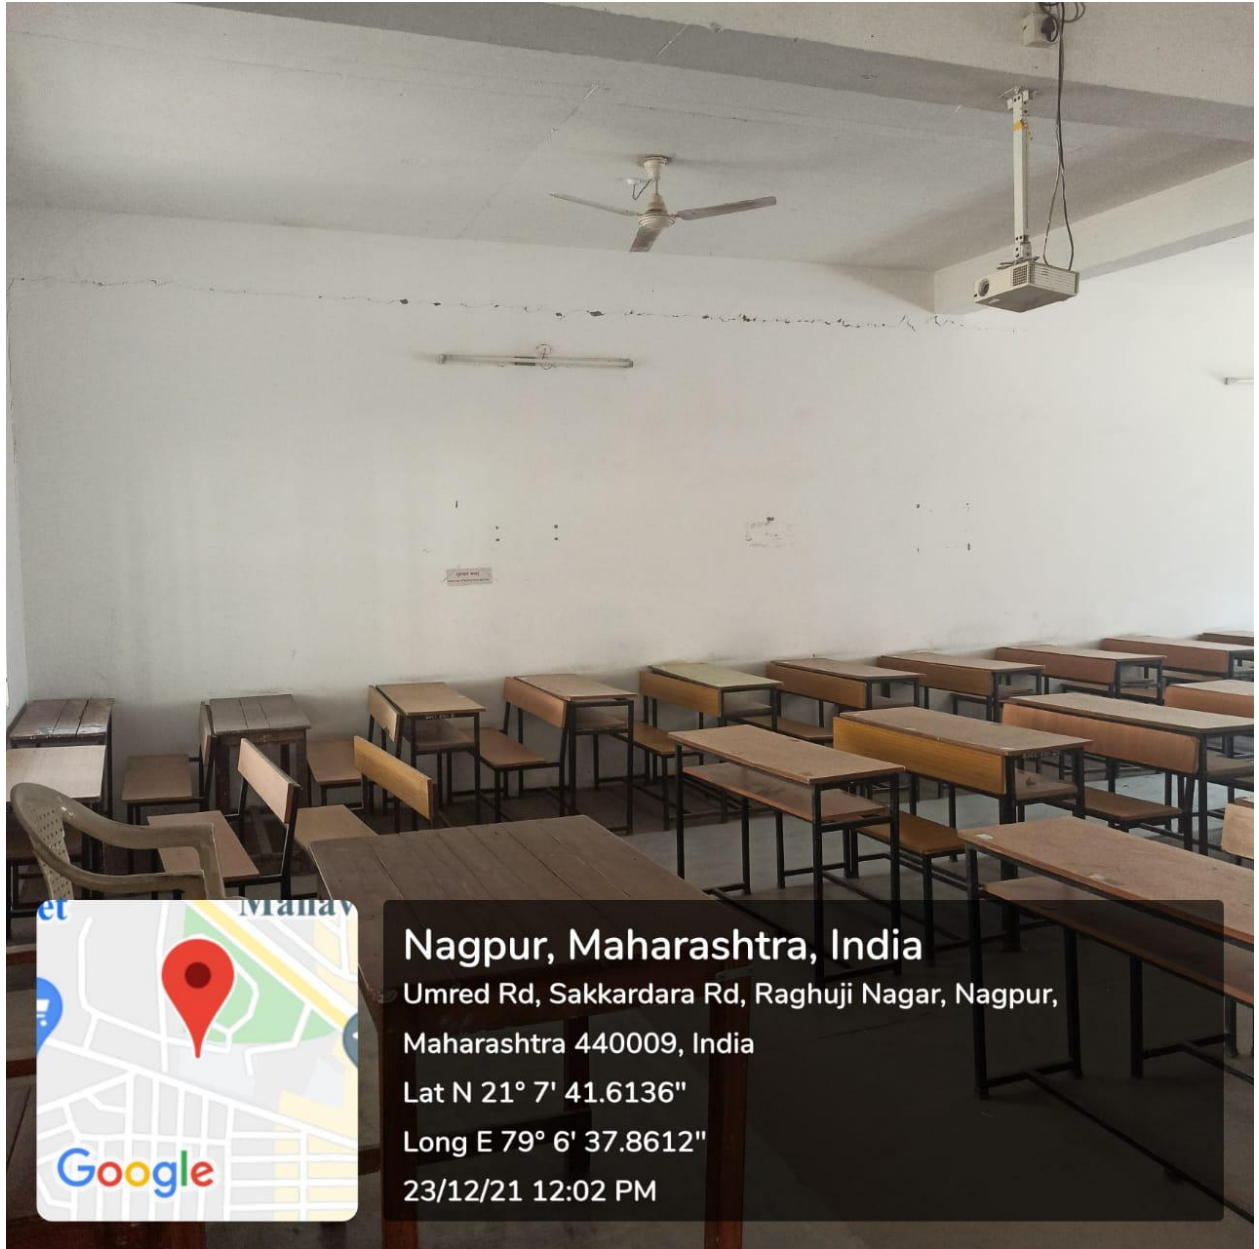 Nagpur, Maharashtra, India
Umred Rd, Sakkardara Rd, Raghuji Nagar, Nagpur,
Maharashtra 440009, India
Lat N 21° 7' 41.6136"
Long E 79° 6' 37.8612"
23/12/21 12:02 PM
Google